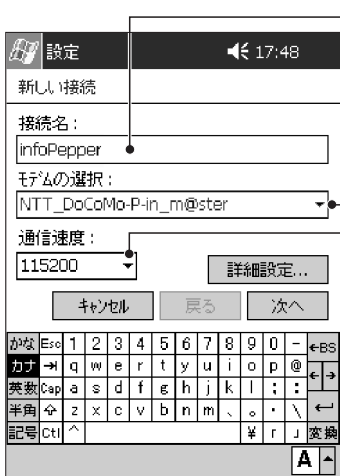 設定 17:48
新しい接続
接続名：
infoPepper
モデムの選択：
NTT_DoCoMo-P-in_m@ster
通信速度：
115200 詳細設定...
キャンセル 戻る 次へ
かな Esc 1 2 3 4 5 6 7 8 9 0 - ←BS
カナ →| q w e r t y u i o p @ ← →
英数 Cap a s d f g h j k l ; :
半角 ⇧ z x c v b n m 、 。 ・ \ ↵
記号 Ctl ^ ¥ ｢ ｣ 変換
A